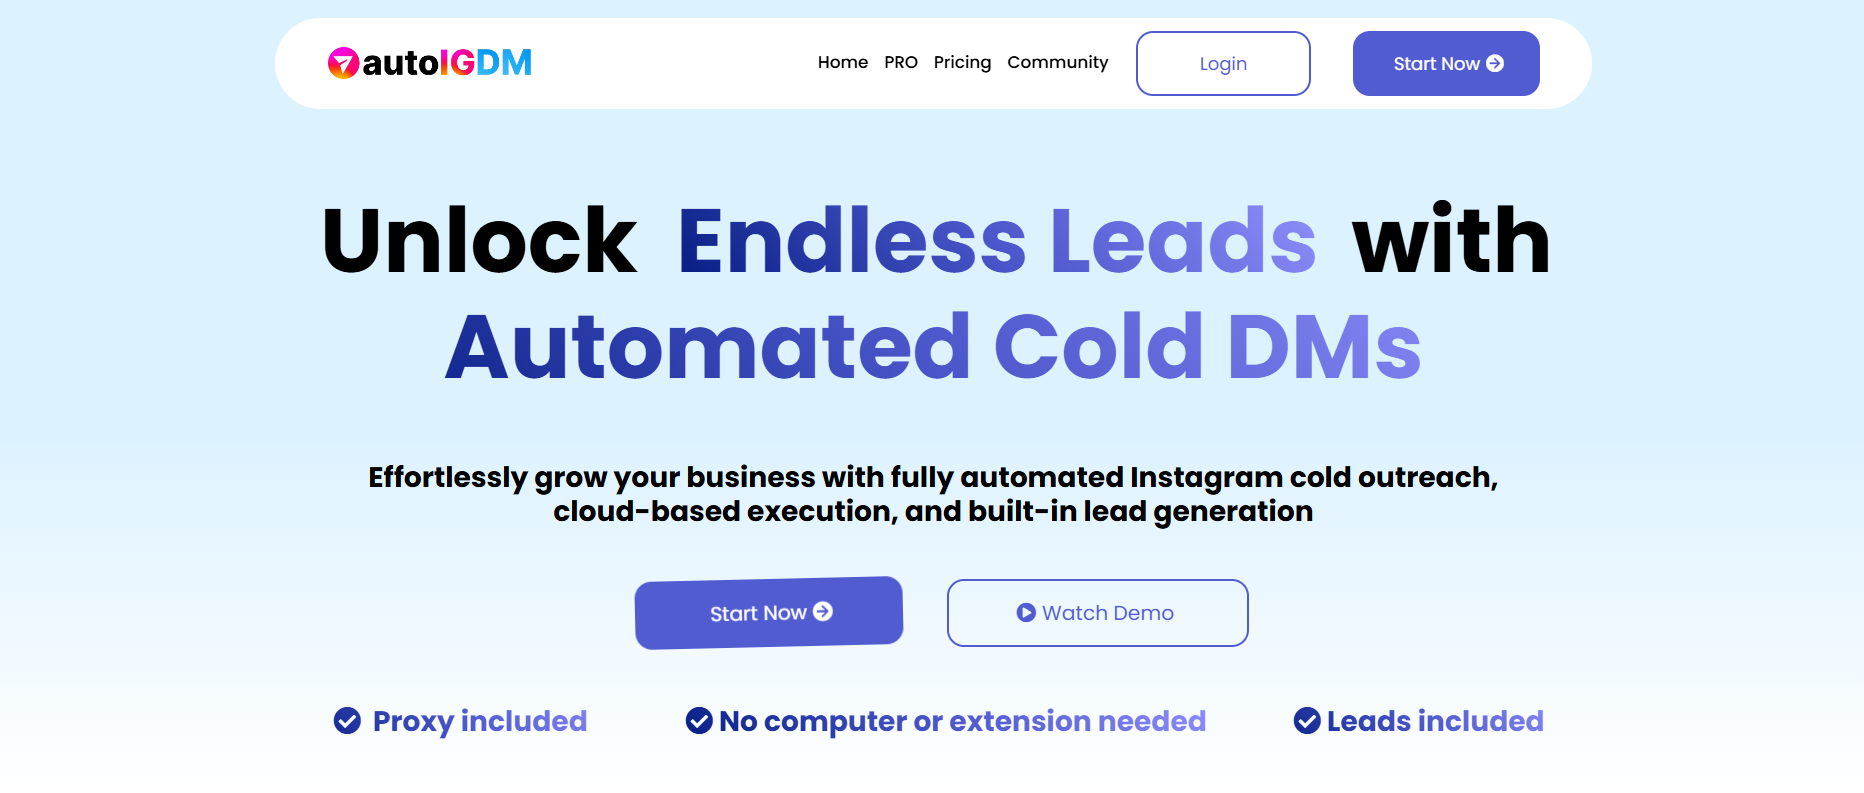 autoIGDM
Home PRO Pricing Community Login Start Now
Unlock Endless Leads with
Automated Cold DMs
Effortlessly grow your business with fully automated Instagram cold outreach,
cloud-based execution, and built-in lead generation
Start Now Watch Demo
Proxy included No computer or extension needed Leads included